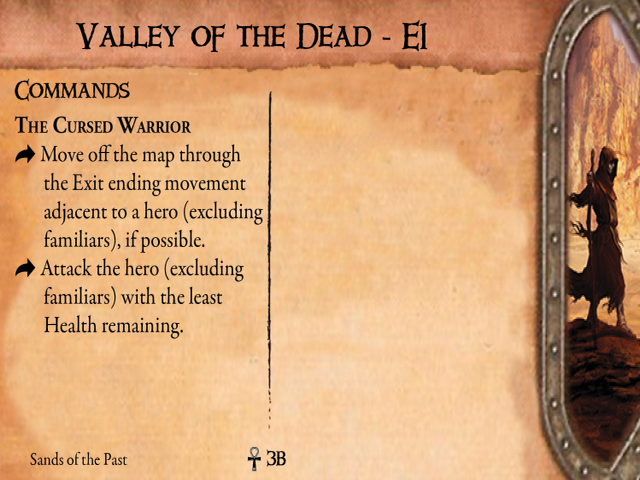 Valley of the Dead - E1
Commands
The Cursed Warrior
Move off the map through
the Exit ending movement
adjacent to a hero (excluding
familiars), if possible.
Attack the hero (excluding
familiars) with the least
Health remaining.
Sands of the Past
3B